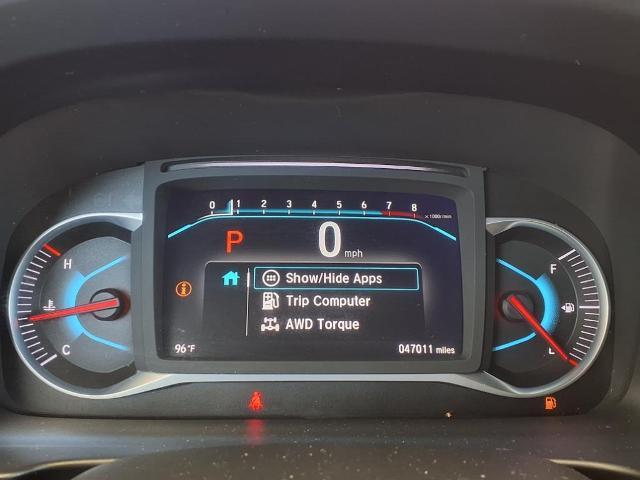 0 1 2 3 4 5 6 7 8 x1000r/min
P 0 mph
H
C
Show/Hide Apps
Trip Computer
AWD Torque
96°F
047011 miles
F
E